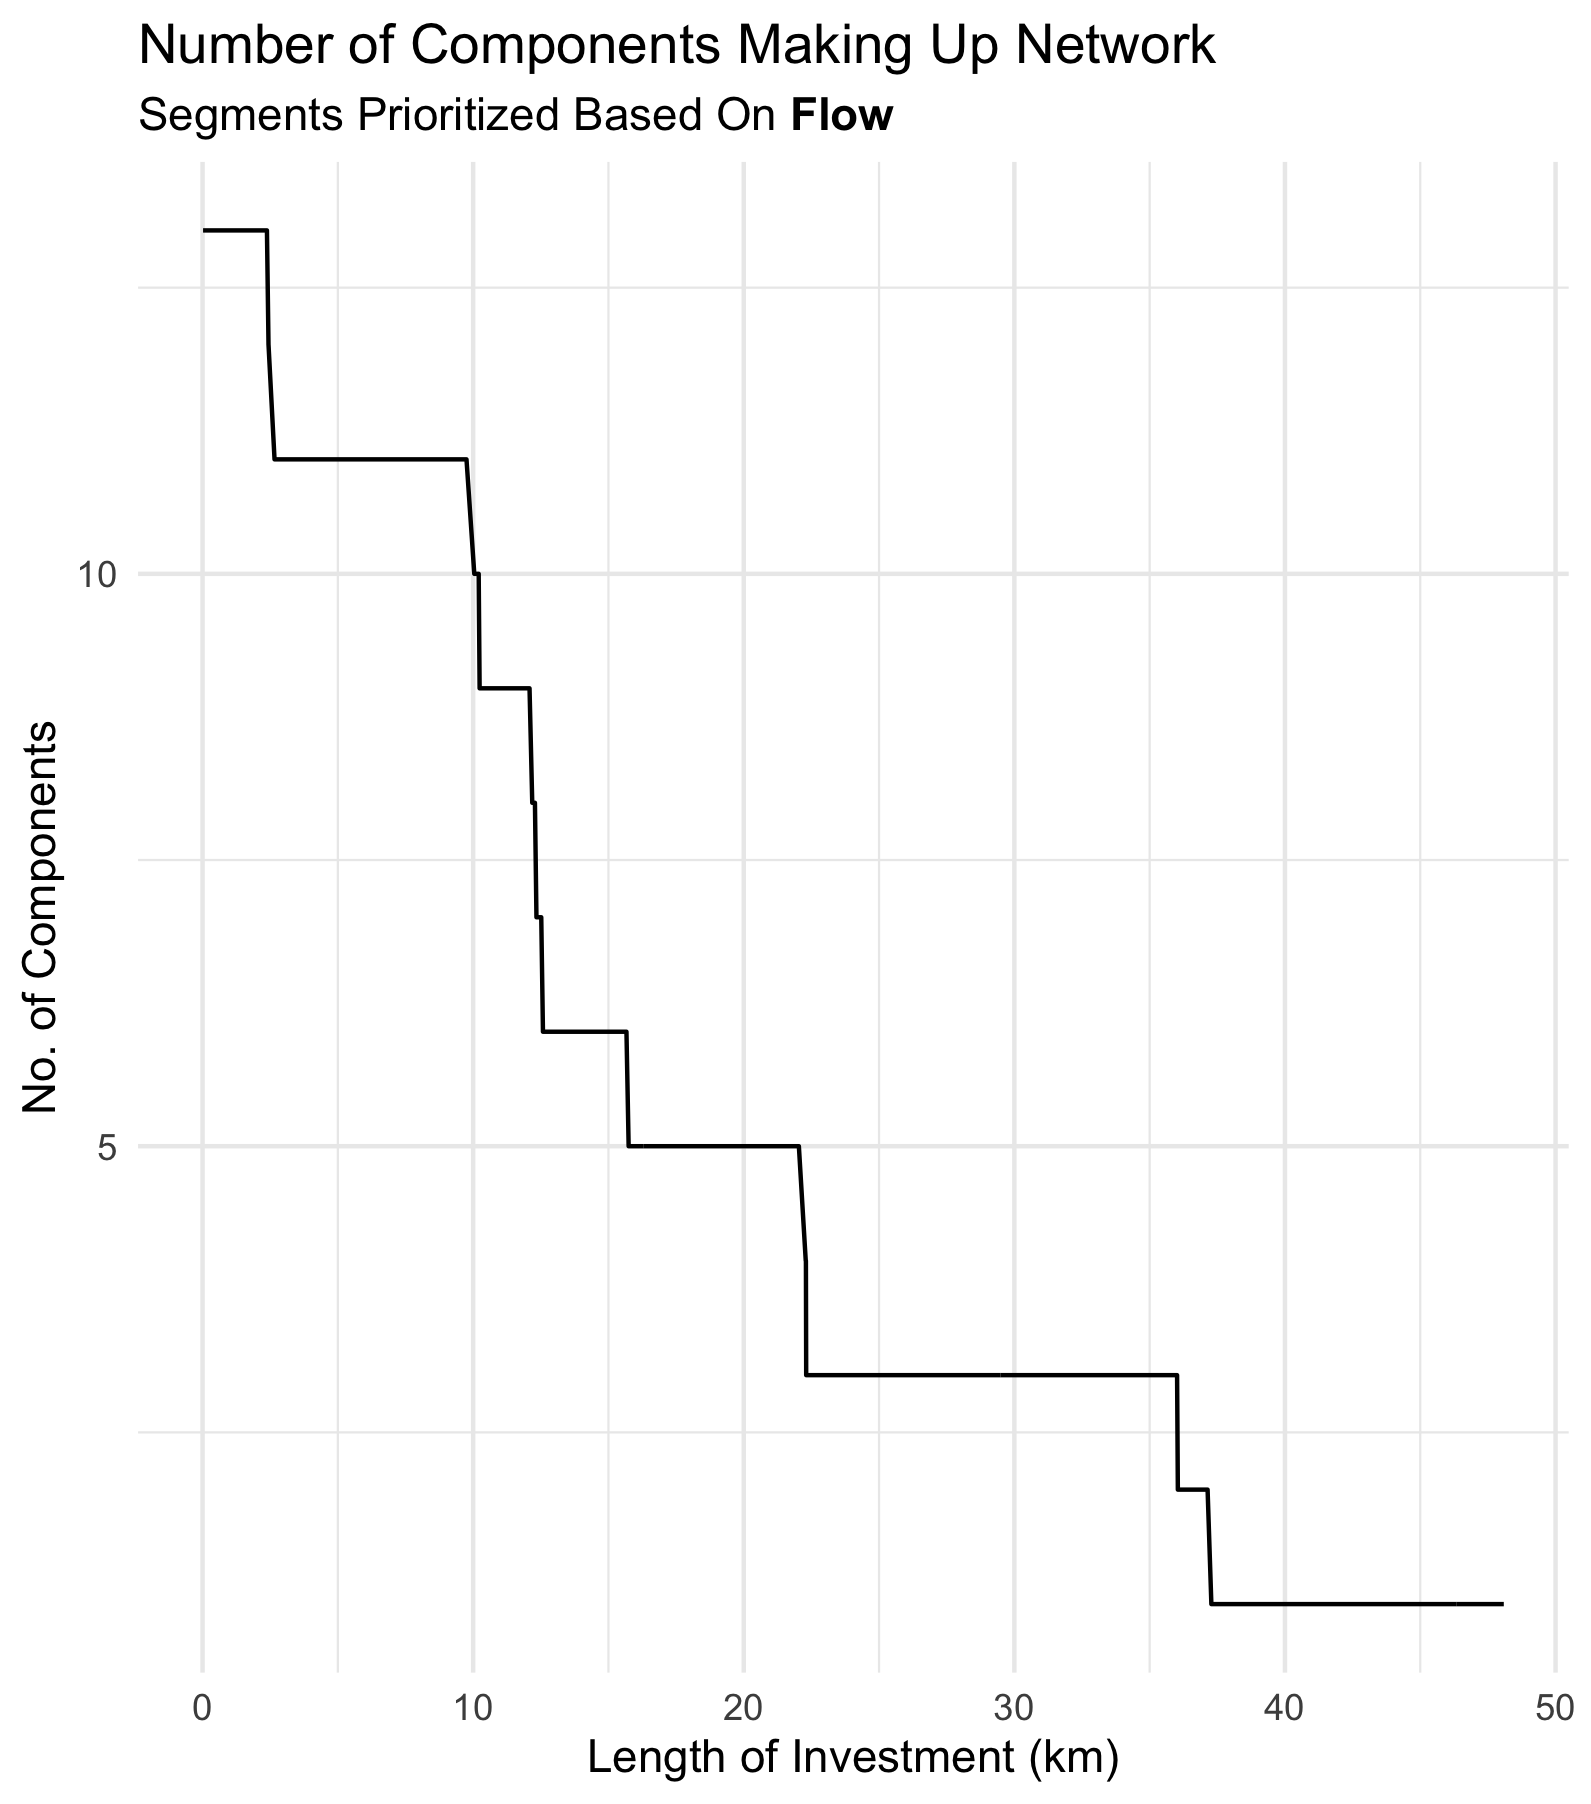 Number of Components Making Up Network
Segments Prioritized Based On Flow
No. of Components
10
5
0 10 20 30 40 50
Length of Investment (km)